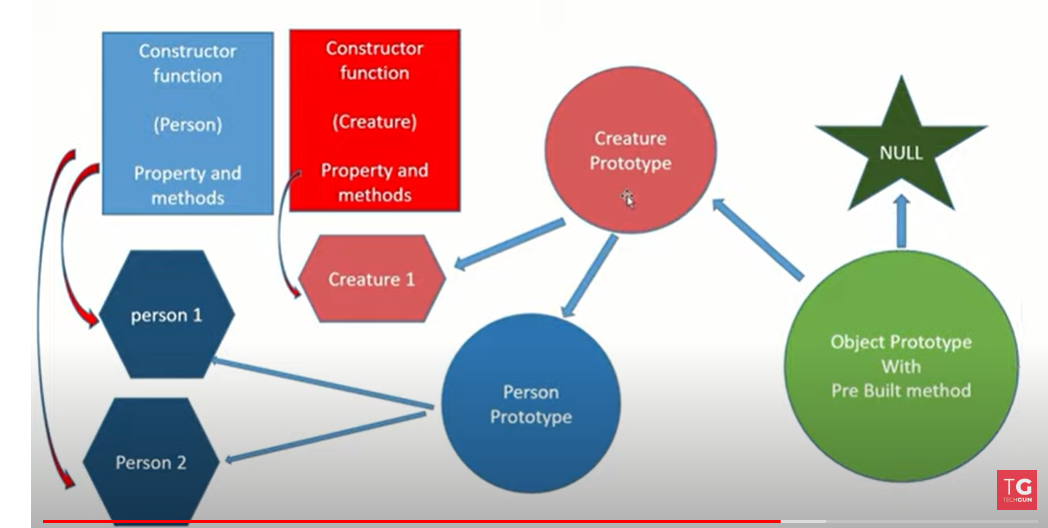 Constructor
function
(Person)
Property and
methods
Constructor
function
(Creature)
Property and
methods
Creature
Prototype
NULL
Creature 1
person 1
Object Prototype
With
Pre Built method
Person
Prototype
Person 2
TG
TECHGUN